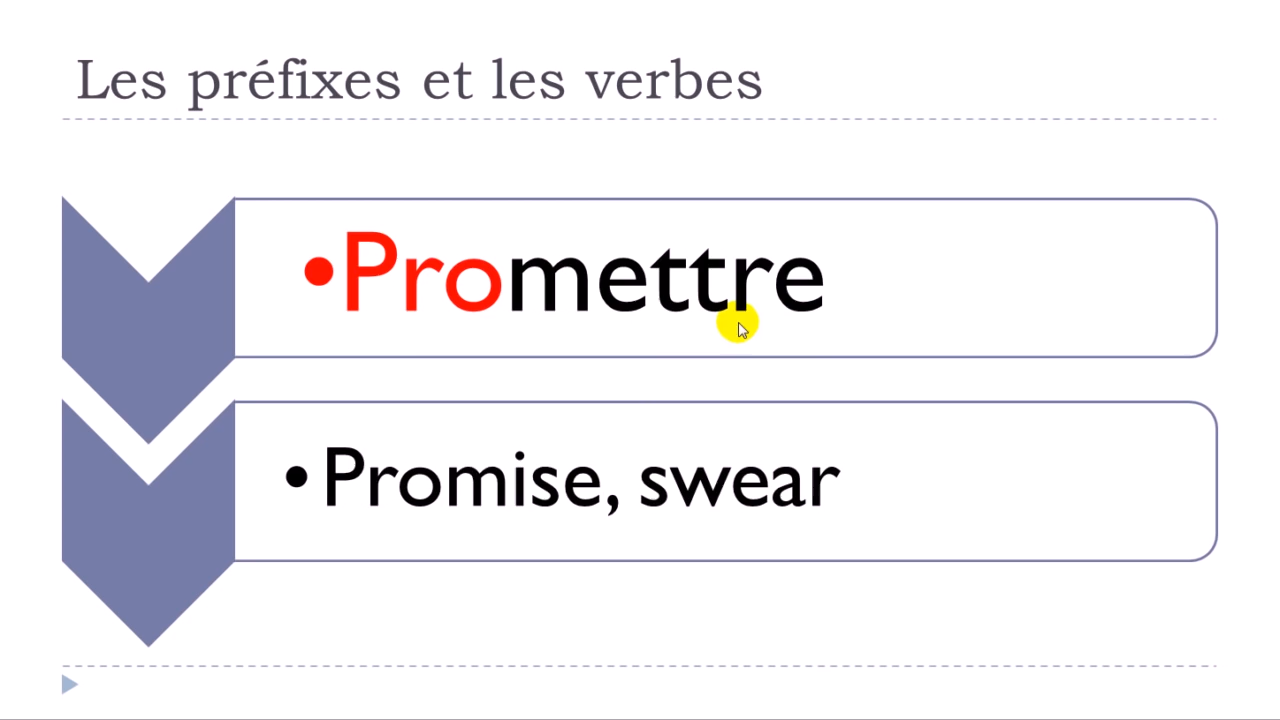 Les préfixes et les verbes
•Promettre
• Promise, swear